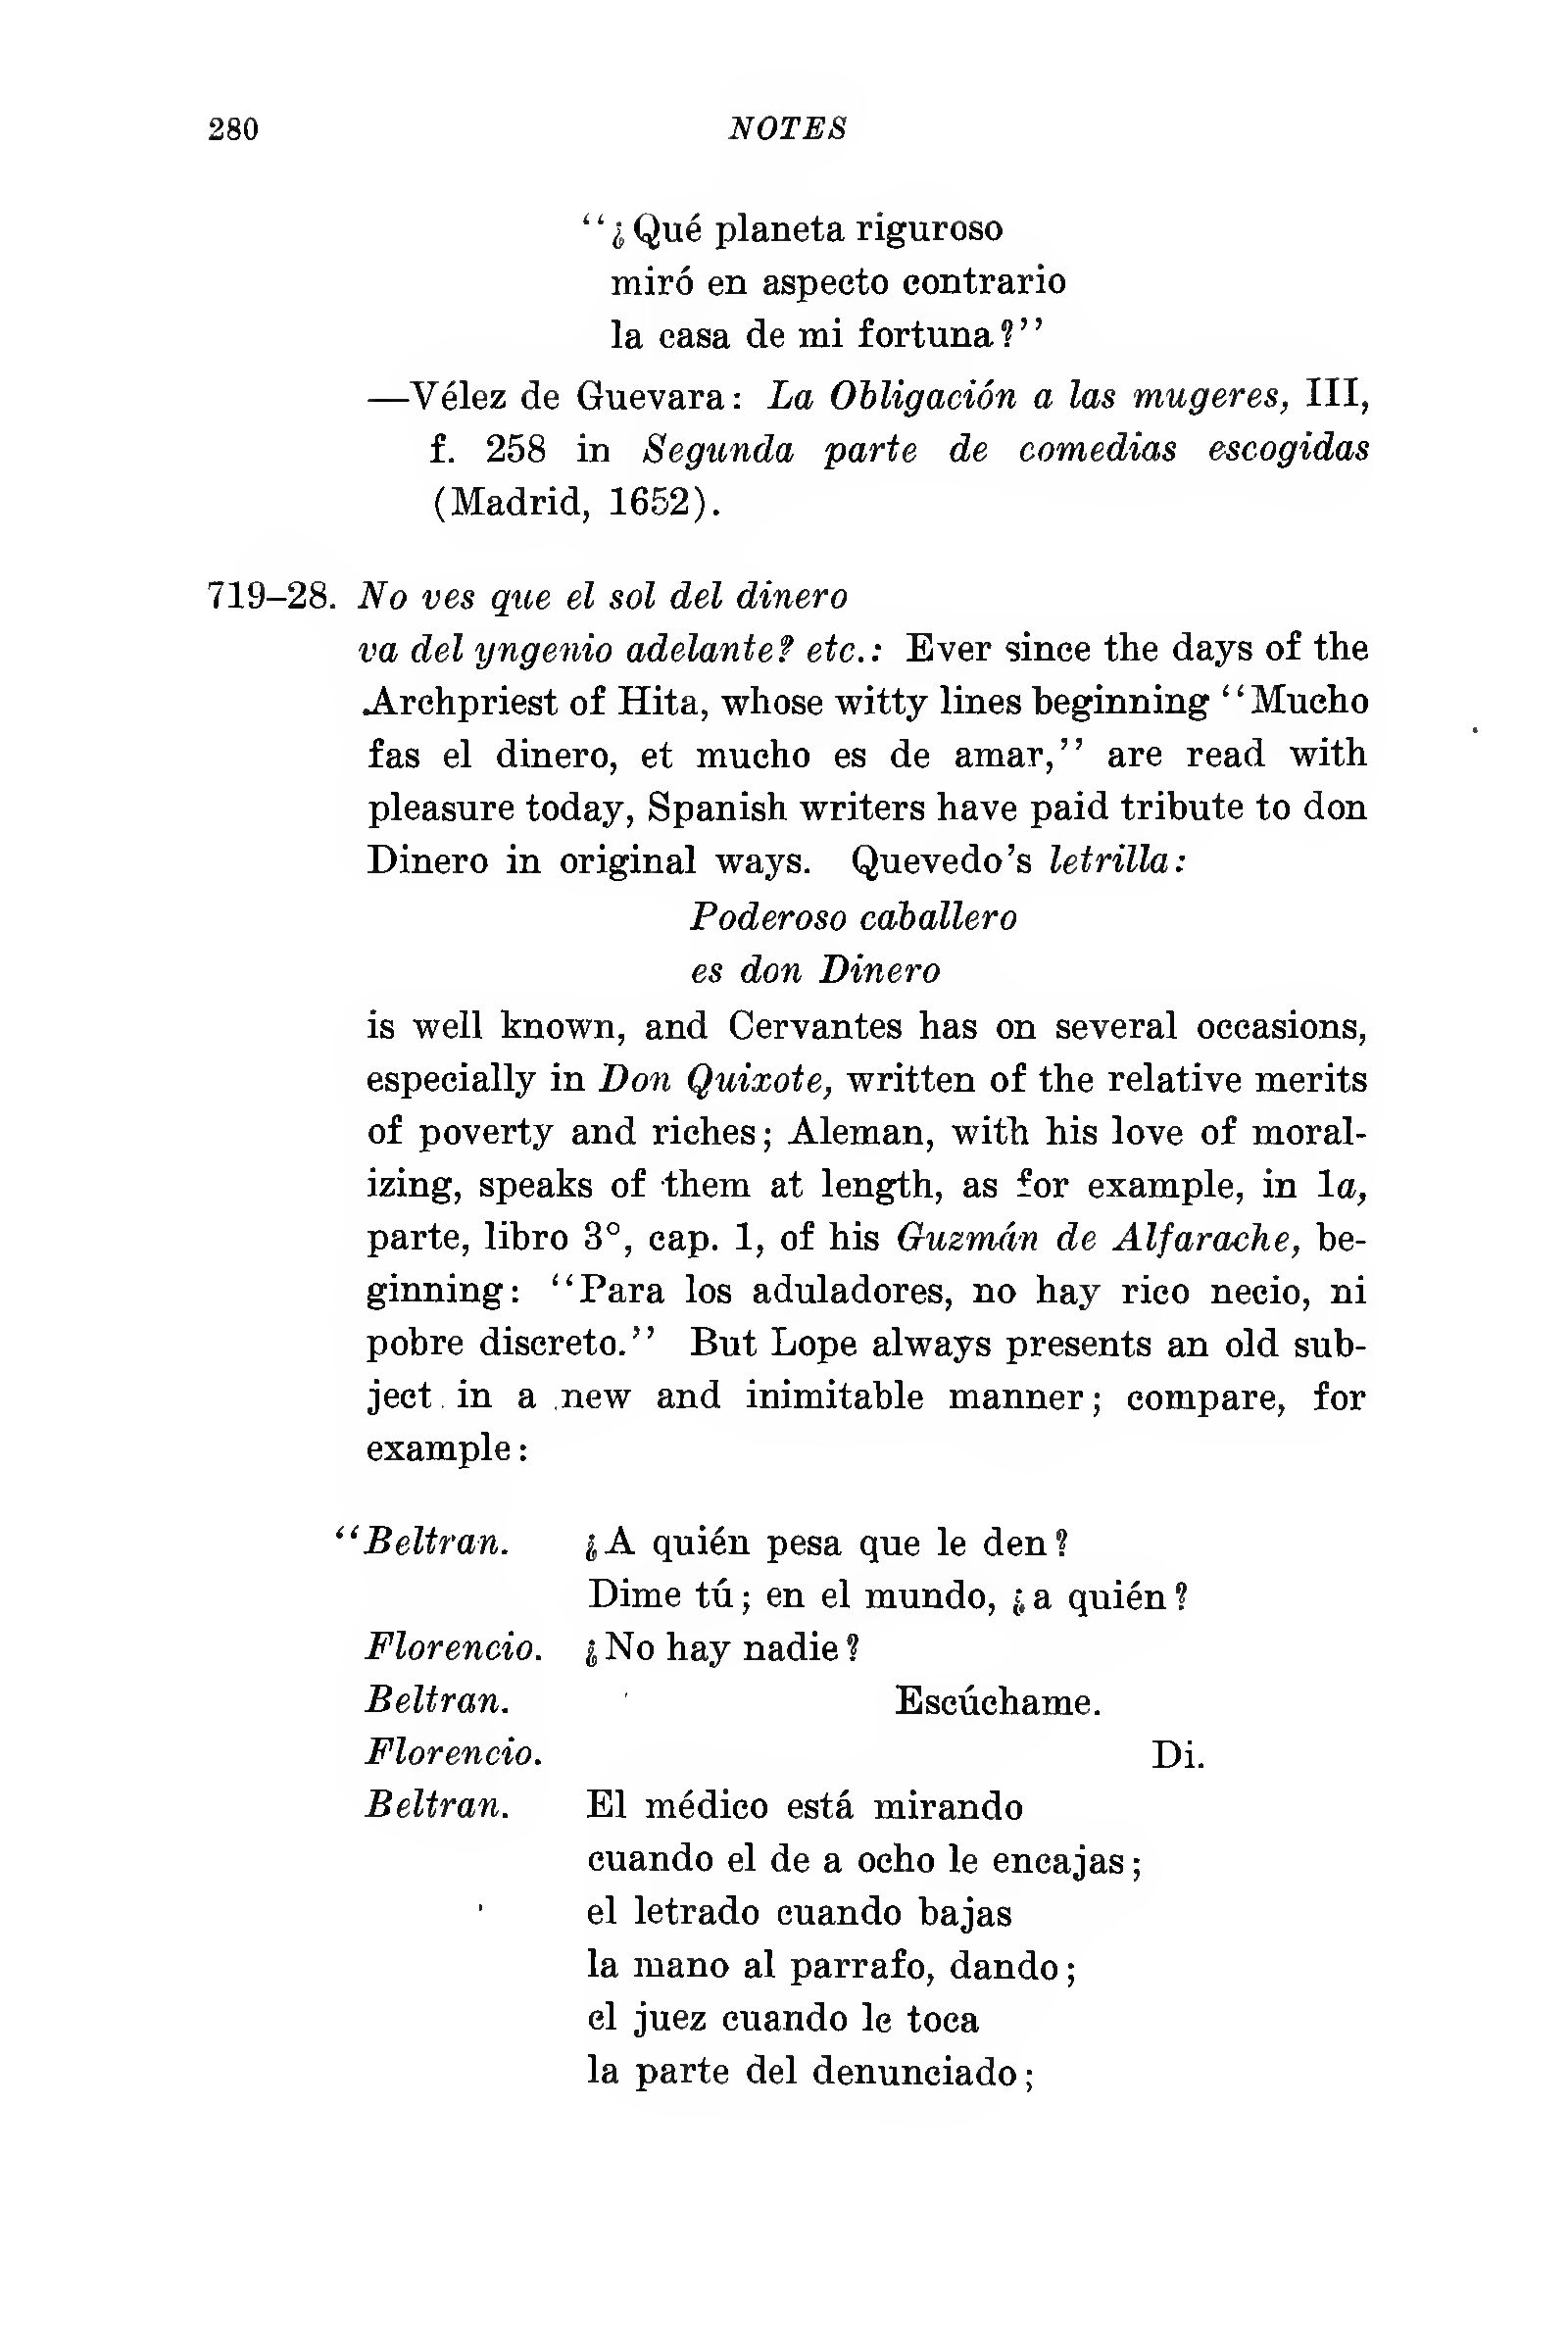 280 NOTES
“¿Qué planeta riguroso
miró en aspecto contrario
la casa de mi fortuna?”
—Vélez de Guevara: La Obligación a las mugeres, III,
f. 258 in Segunda parte de comedias escogidas
(Madrid, 1652).
719–28. No ves que el sol del dinero
va del yngenio adelante? etc.: Ever since the days of the
Archpriest of Hita, whose witty lines beginning “Mucho
fas el dinero, et mucho es de amar,” are read with
pleasure today, Spanish writers have paid tribute to don
Dinero in original ways. Quevedo’s letrilla:
Poderoso caballero
es don Dinero
is well known, and Cervantes has on several occasions,
especially in Don Quixote, written of the relative merits
of poverty and riches; Aleman, with his love of moral-
izing, speaks of them at length, as for example, in 1a,
parte, libro 3°, cap. 1, of his Guzmán de Alfarache, be-
ginning: “Para los aduladores, no hay rico necio, ni
pobre discreto.” But Lope always presents an old sub-
ject in a new and inimitable manner; compare, for
example:
“Beltran. ¿A quién pesa que le den?
Dime tú; en el mundo, ¿a quién?
Florencio. ¿No hay nadie?
Beltran. Escúchame.
Florencio. Di.
Beltran. El médico está mirando
cuando el de a ocho le encajas;
el letrado cuando bajas
la mano al parrafo, dando;
el juez cuando le toca
la parte del denunciado;